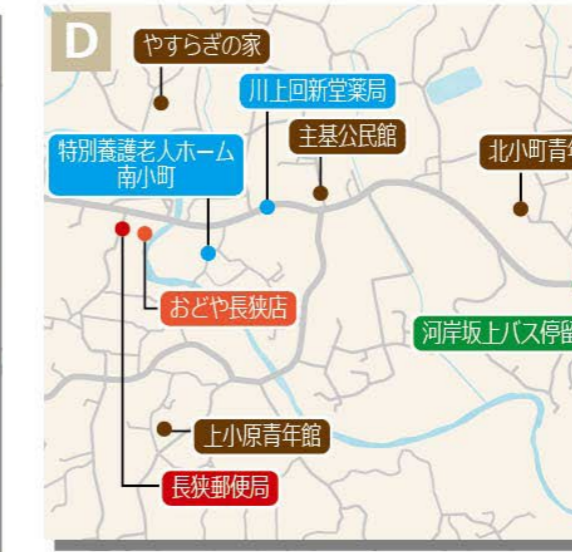 D
やすらぎの家
川上回新堂薬局
主基公民館
特別養護老人ホーム
南小町
北小町青
おどや長狭店
河岸坂上バス停
上小原青年館
長狭郵便局